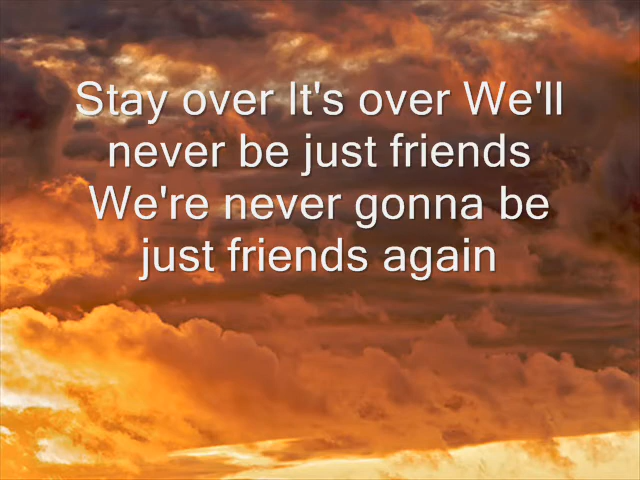 Stay over It's over We'll
never be just friends
We're never gonna be
just friends again